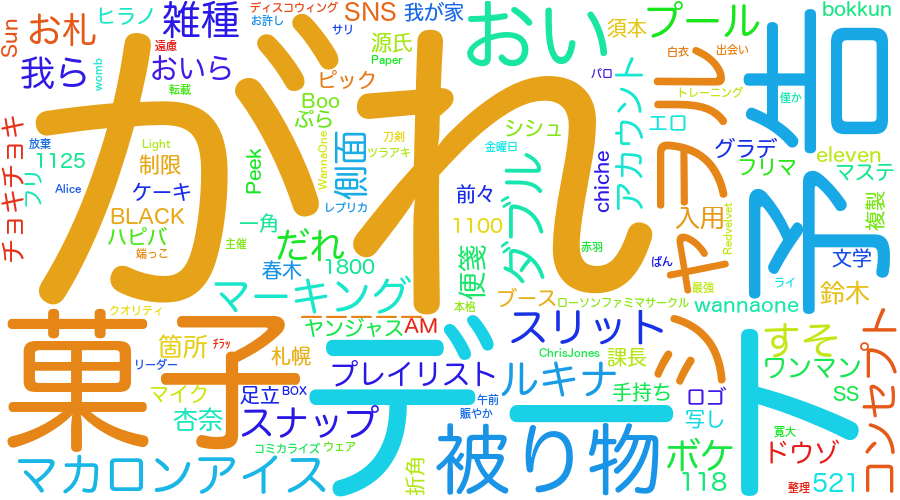 がれ
予告
デート
菓子
シャヲル
被り物
おい
マカロンアイス
スリット
スナップ
ルキナ
マーキング
ダブル
プール
雑種
お札
我ら
おいら
ヒラノ
Sun
遠慮
womb
転載
放棄
1125
Alice
フリ
チョキチョキ
Light
制限
ケーキ
BLACK
ハピバ
端っこ
一角
主催
春木
1800
だれ
Peek
Boo
ぷら
ピック
源氏
Paper
SNS
ディスコウィング
お許し
サリ
我が家
WannaOne
刀剣
ツラアキ
側面
レプリカ
前々
1100
便箋
シシュ
金曜日
chiche
パロ
須本
アカウント
エロ
白衣
出会い
トレーニング
僅か
bokkun
グラデ
フリマ
eleven
マステ
複製
入用
Redvelvet
文学
赤羽
ばん
最強
ライ
鈴木
wannaone
ブース
本格
ローソンファミマサークル
ヤンジャス
AM
クオリティ
箇所
ﾁﾗｯ
札幌
リーダー
マイク
足立
BOX
杏奈
プレイリスト
ChrisJones
課長
手持ち
ロゴ
写し
午前
賑やか
コミカライズ
ウェア
折角
ボケ
118
すそ
ワンマン
SS
コンセプト
寛大
ドウゾ
整理
521